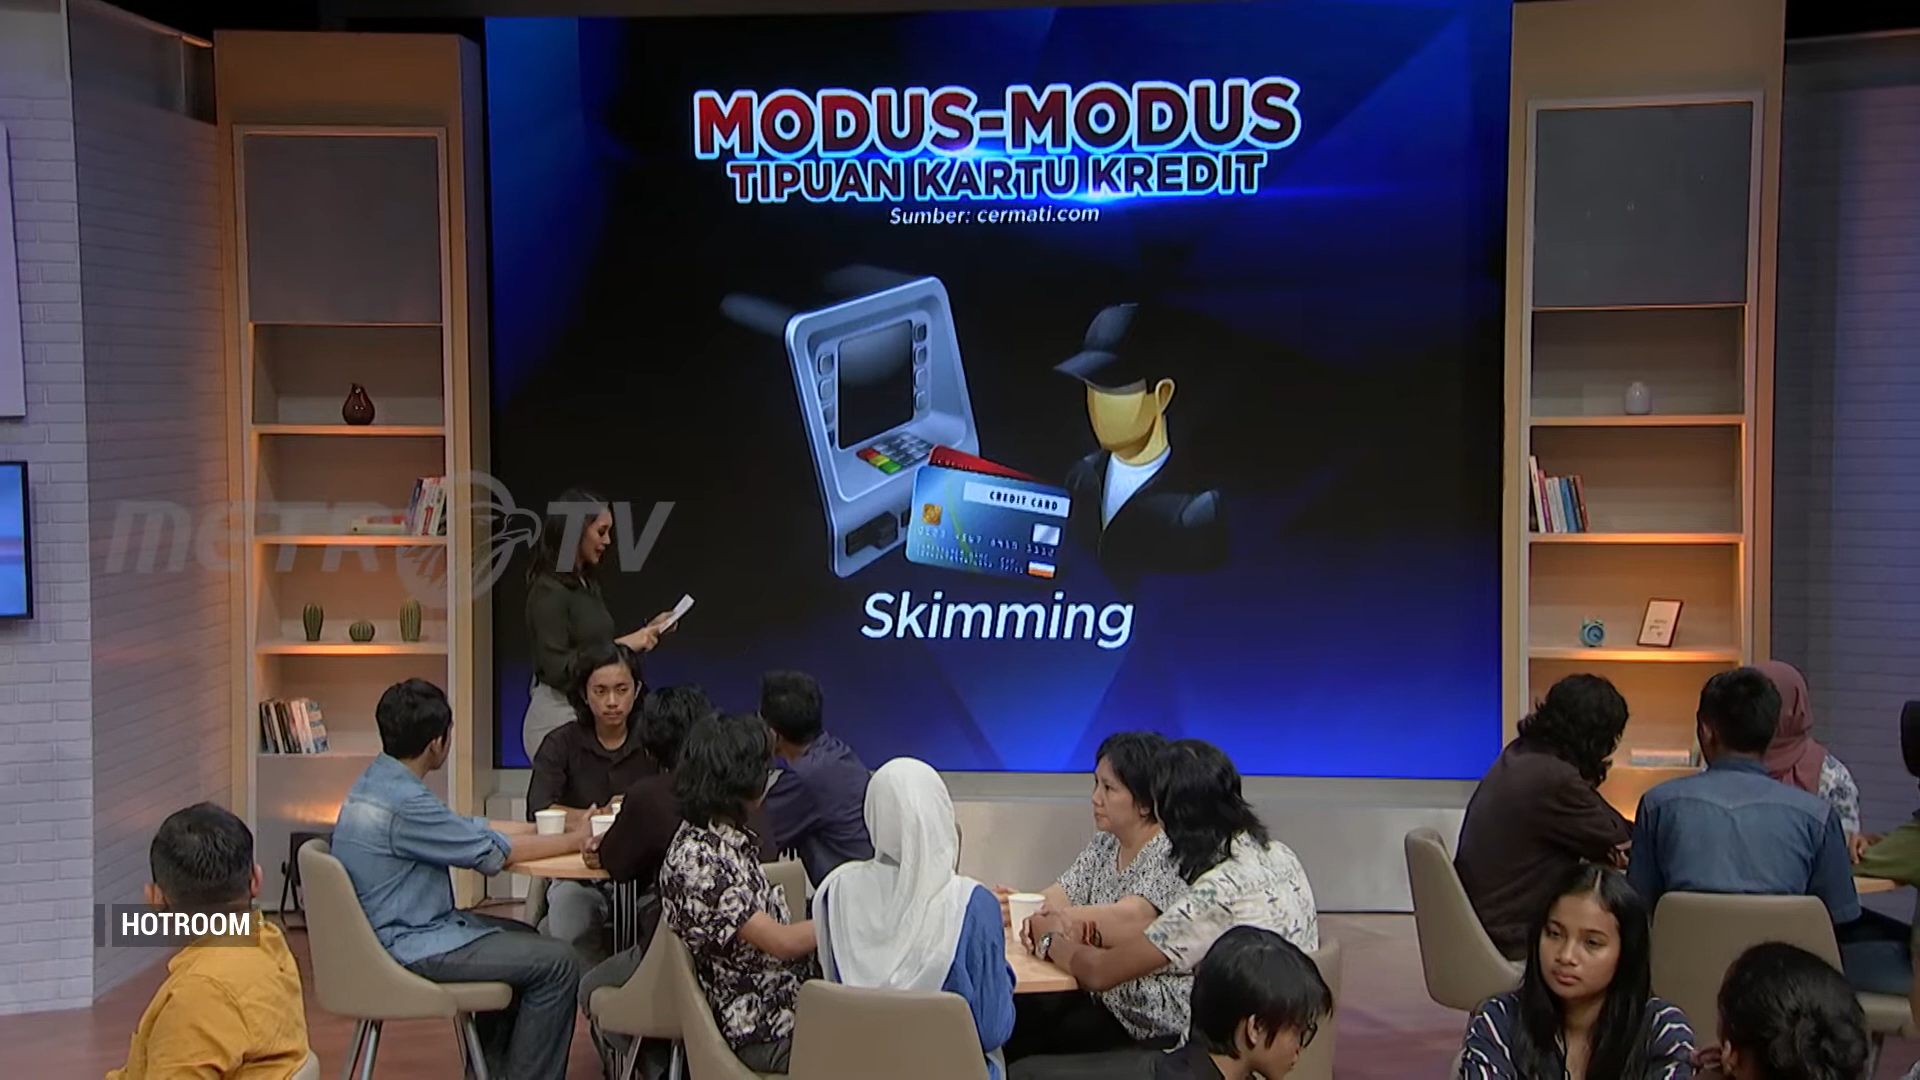 MODUS-MODUS
TIPUAN KARTU KREDIT
Sumber: cermati.com
CREDIT CARD
Skimming
METRO TV
HOTROOM